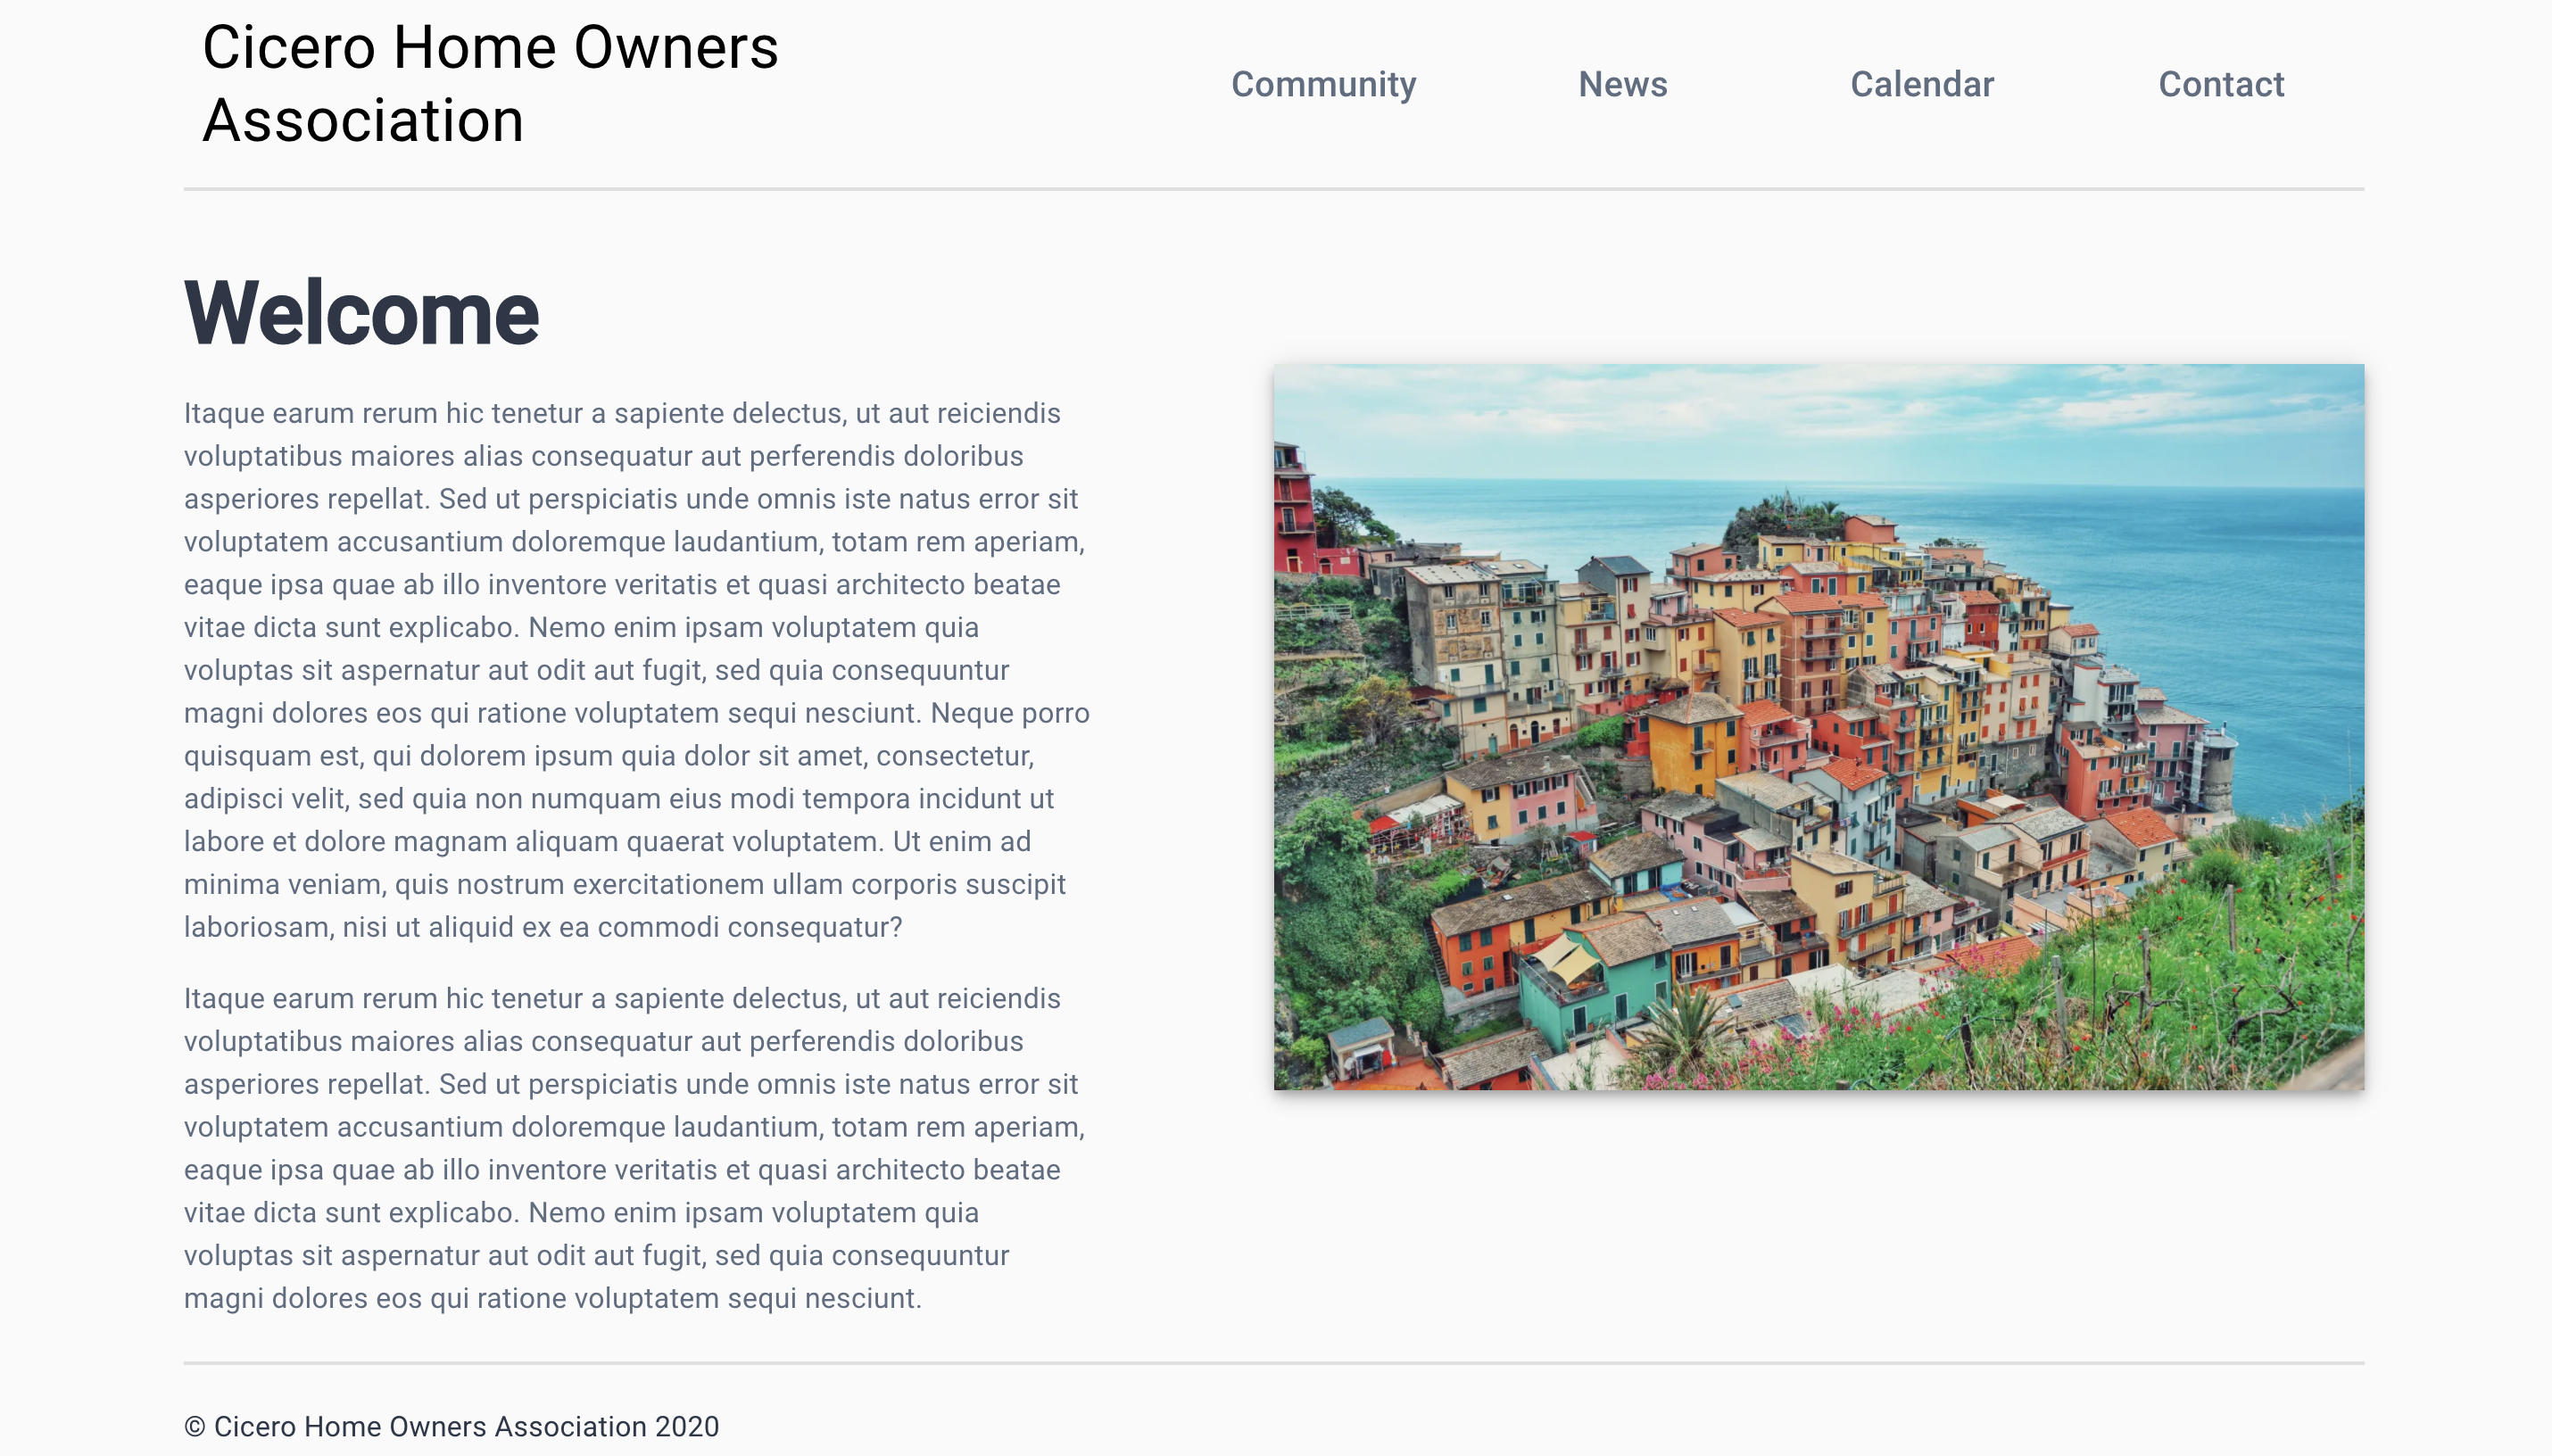 Cicero Home Owners
Association
Community News Calendar Contact
Welcome
Itaque earum rerum hic tenetur a sapiente delectus, ut aut reiciendis
voluptatibus maiores alias consequatur aut perferendis doloribus
asperiores repellat. Sed ut perspiciatis unde omnis iste natus error sit
voluptatem accusantium doloremque laudantium, totam rem aperiam,
eaque ipsa quae ab illo inventore veritatis et quasi architecto beatae
vitae dicta sunt explicabo. Nemo enim ipsam voluptatem quia
voluptas sit aspernatur aut odit aut fugit, sed quia consequuntur
magni dolores eos qui ratione voluptatem sequi nesciunt. Neque porro
quisquam est, qui dolorem ipsum quia dolor sit amet, consectetur,
adipisci velit, sed quia non numquam eius modi tempora incidunt ut
labore et dolore magnam aliquam quaerat voluptatem. Ut enim ad
minima veniam, quis nostrum exercitationem ullam corporis suscipit
laboriosam, nisi ut aliquid ex ea commodi consequatur?
Itaque earum rerum hic tenetur a sapiente delectus, ut aut reiciendis
voluptatibus maiores alias consequatur aut perferendis doloribus
asperiores repellat. Sed ut perspiciatis unde omnis iste natus error sit
voluptatem accusantium doloremque laudantium, totam rem aperiam,
eaque ipsa quae ab illo inventore veritatis et quasi architecto beatae
vitae dicta sunt explicabo. Nemo enim ipsam voluptatem quia
voluptas sit aspernatur aut odit aut fugit, sed quia consequuntur
magni dolores eos qui ratione voluptatem sequi nesciunt.
© Cicero Home Owners Association 2020